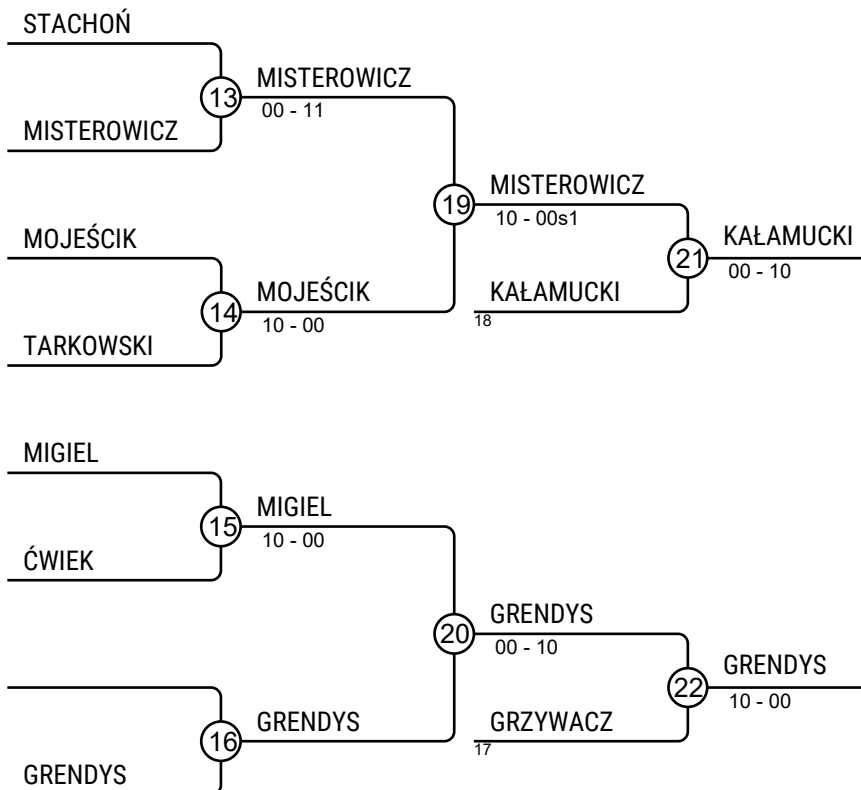 STACHOŃ
13
MISTEROWICZ
00 - 11
MISTEROWICZ
19
MISTEROWICZ
10 - 00s1
MOJEŚCIK
14
MOJEŚCIK
10 - 00
TARKOWSKI
KAŁAMUCKI
18
21
KAŁAMUCKI
00 - 10
MIGIEL
15
MIGIEL
10 - 00
ĆWIEK
20
GRENDYS
00 - 10
16
GRENDYS
GRENDYS
GRZYWACZ
17
22
GRENDYS
10 - 00